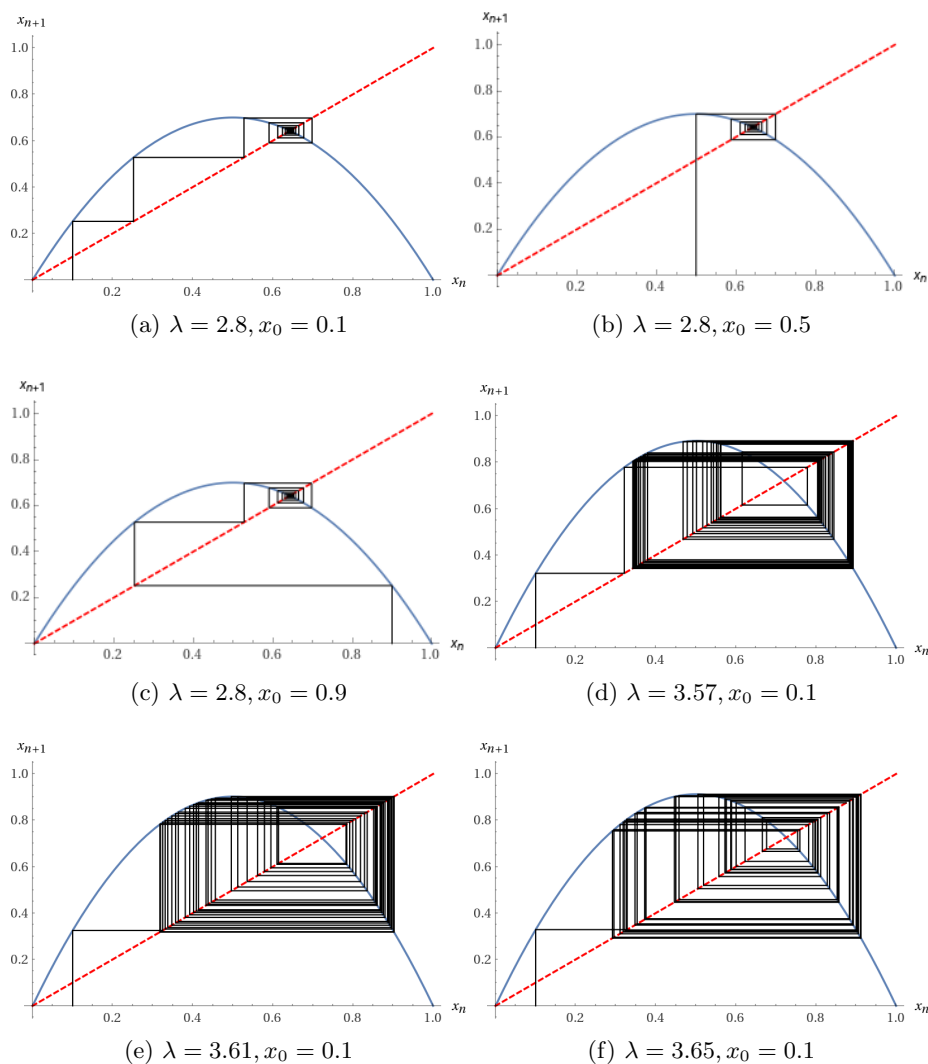 x_{n+1}
1.0
0.8
0.6
0.4
0.2
0.2 0.4 0.6 0.8 1.0 x_n
(a) λ = 2.8, x_0 = 0.1
x_{n+1}
1.0
0.8
0.6
0.4
0.2
0.2 0.4 0.6 0.8 1.0 x_n
(b) λ = 2.8, x_0 = 0.5
x_{n+1}
1.0
0.8
0.6
0.4
0.2
0.2 0.4 0.6 0.8 1.0 x_n
(c) λ = 2.8, x_0 = 0.9
x_{n+1}
1.0
0.8
0.6
0.4
0.2
0.2 0.4 0.6 0.8 1.0 x_n
(d) λ = 3.57, x_0 = 0.1
x_{n+1}
1.0
0.8
0.6
0.4
0.2
0.2 0.4 0.6 0.8 1.0 x_n
(e) λ = 3.61, x_0 = 0.1
x_{n+1}
1.0
0.8
0.6
0.4
0.2
0.2 0.4 0.6 0.8 1.0 x_n
(f) λ = 3.65, x_0 = 0.1